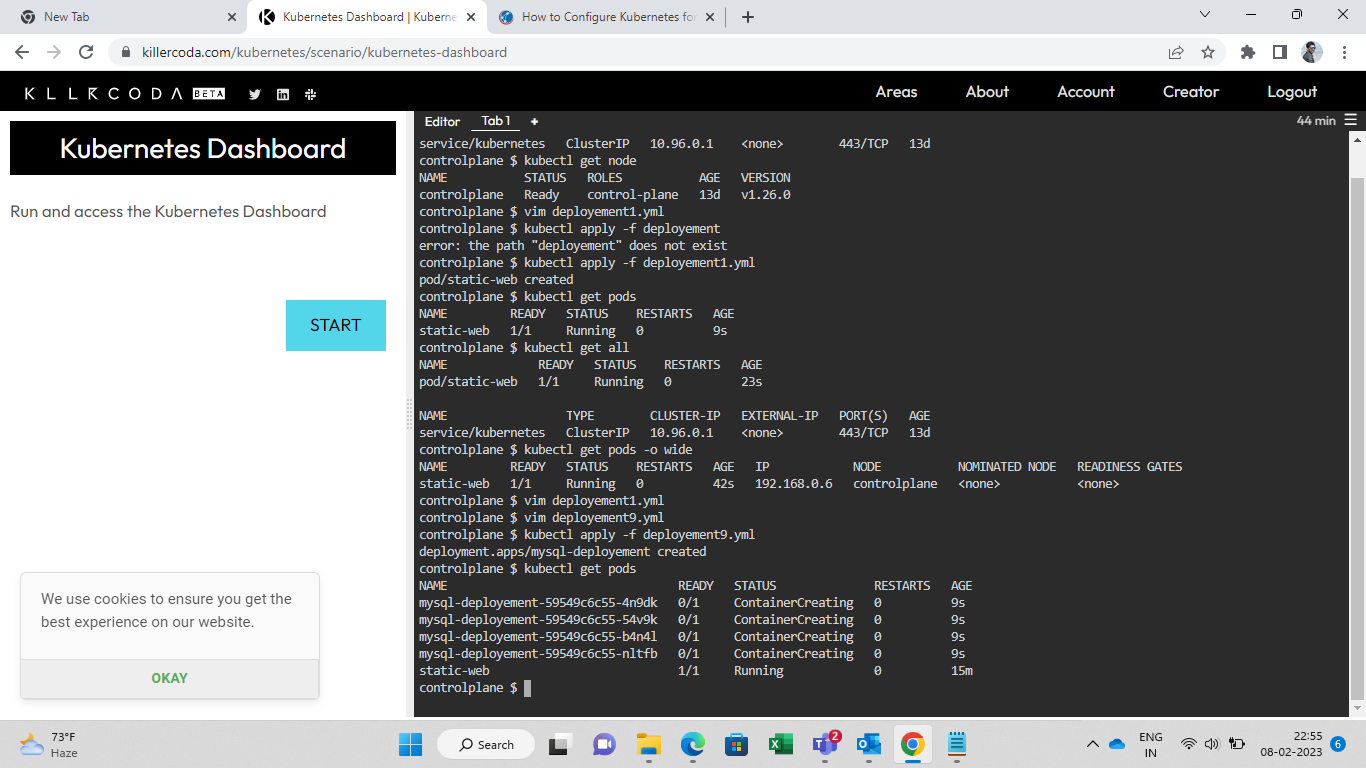 New Tab
Kubernetes Dashboard | Kuberne
How to Configure Kubernetes for
killercoda.com/kubernetes/scenario/kubernetes-dashboard
KLLRCODA BETA
Areas About Account Creator Logout
Kubernetes Dashboard
Run and access the Kubernetes Dashboard
START
We use cookies to ensure you get the
best experience on our website.
OKAY
Editor Tab 1 + 44 min
service/kubernetes ClusterIP 10.96.0.1 <none> 443/TCP 13d
controlplane $ kubectl get node
NAME STATUS ROLES AGE VERSION
controlplane Ready control-plane 13d v1.26.0
controlplane $ vim deployement1.yml
controlplane $ kubectl apply -f deployement
error: the path "deployement" does not exist
controlplane $ kubectl apply -f deployement1.yml
pod/static-web created
controlplane $ kubectl get pods
NAME READY STATUS RESTARTS AGE
static-web 1/1 Running 0 9s
controlplane $ kubectl get all
NAME READY STATUS RESTARTS AGE
pod/static-web 1/1 Running 0 23s
NAME TYPE CLUSTER-IP EXTERNAL-IP PORT(S) AGE
service/kubernetes ClusterIP 10.96.0.1 <none> 443/TCP 13d
controlplane $ kubectl get pods -o wide
NAME READY STATUS RESTARTS AGE IP NODE NOMINATED NODE READINESS GATES
static-web 1/1 Running 0 42s 192.168.0.6 controlplane <none> <none>
controlplane $ vim deployement1.yml
controlplane $ vim deployement9.yml
controlplane $ kubectl apply -f deployement9.yml
deployment.apps/mysql-deployement created
controlplane $ kubectl get pods
NAME READY STATUS RESTARTS AGE
mysql-deployement-59549c6c55-4n9dk 0/1 ContainerCreating 0 9s
mysql-deployement-59549c6c55-54v9k 0/1 ContainerCreating 0 9s
mysql-deployement-59549c6c55-b4n4l 0/1 ContainerCreating 0 9s
mysql-deployement-59549c6c55-nltfb 0/1 ContainerCreating 0 9s
static-web 1/1 Running 0 15m
controlplane $
73°F
Haze
Search
2
ENG
IN
22:55
08-02-2023
6